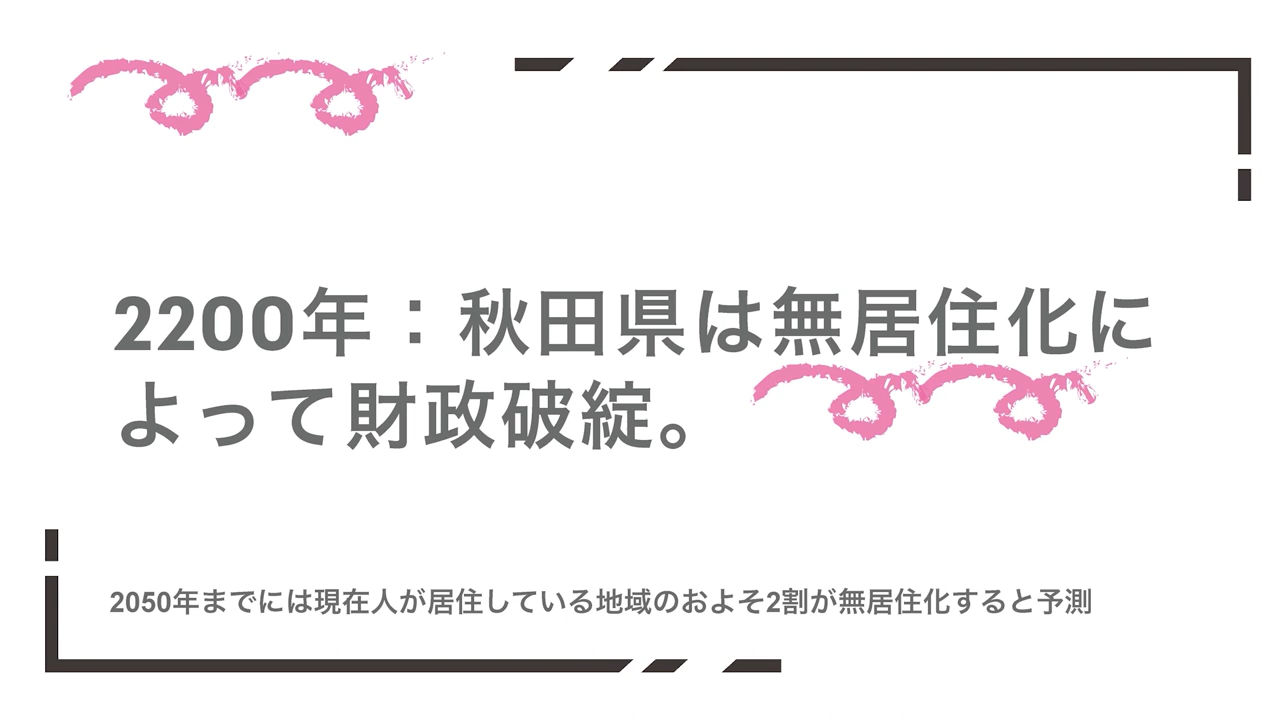 2200年：秋田県は無居住化に
よって財政破綻。
2050年までには現在人が居住している地域のおよそ2割が無居住化すると予測